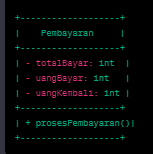 +-------------------+
|    Pembayaran     |
+-------------------+
| - totalBayar: int  |
| - uangBayar: int   |
| - uangKembali: int |
+-------------------+
| + prosesPembayaran()|
+-------------------+